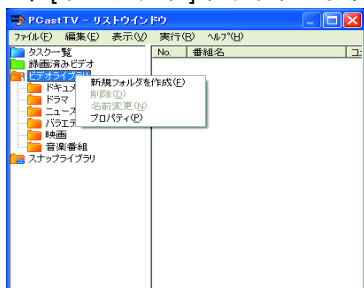 PCastTV - リストウインドウ
ファイル(F) 編集(E) 表示(V) 実行(R) ヘルプ(H)
タスク一覧
No. 番組名
録画済みビデオ
ビデオライブラリ
新規フォルダを作成(F)
削除(D)
名前変更(N)
プロパティ(P)
ドキュメ
ドラマ
ニュース
バラエテ
映画
音楽番組
スナップライブラリ